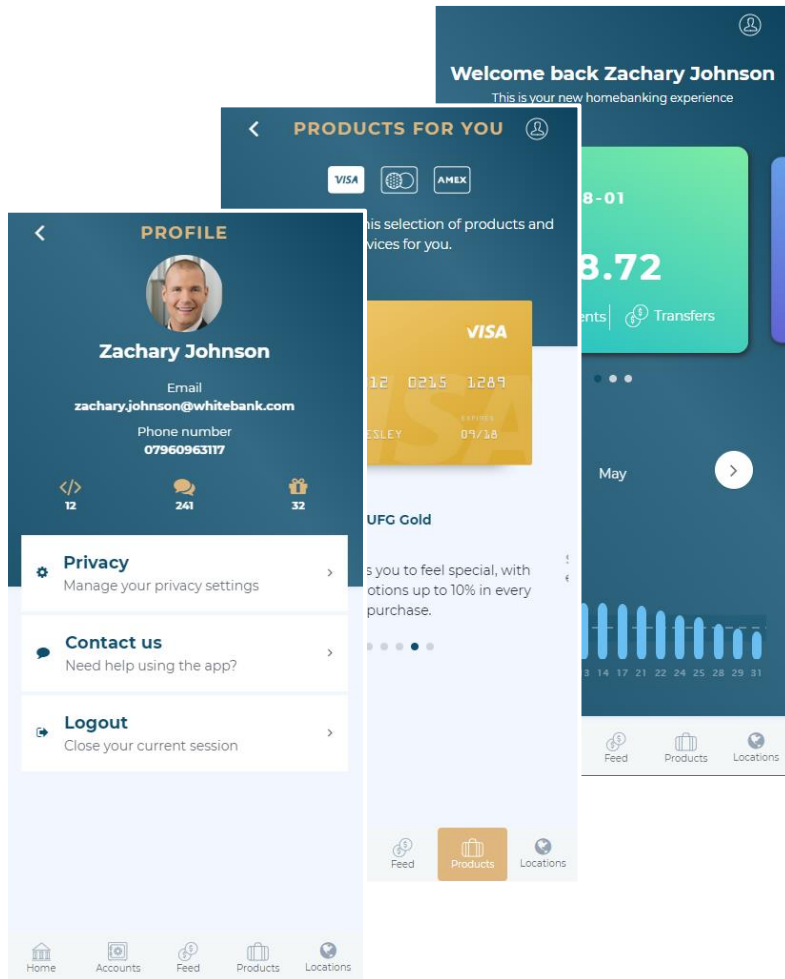 Welcome back Zachary Johnson
This is your new homebanking experience
8-01
8.72
Transfers
May
14 17 21 22 24 25 28 29 31
Feed
Products
Locations
PRODUCTS FOR YOU
VISA
AMEX
selection of products and
for you.
VISA
12 0215 1289
EXPIRES
ESLEY
09/18
UFG Gold
s you to feel special, with
otions up to 10% in every
purchase.
Feed
Products
Locations
PROFILE
Zachary Johnson
Email
zachary.johnson@whitebank.com
Phone number
07960963117
</>
12
241
32
Privacy
Manage your privacy settings
Contact us
Need help using the app?
Logout
Close your current session
Home
Accounts
Feed
Products
Locations